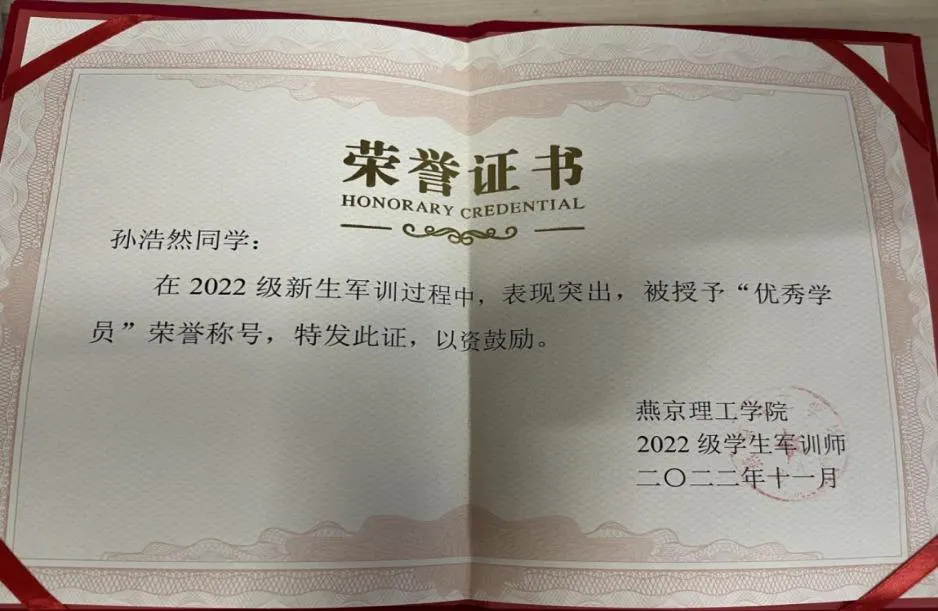 荣誉证书
HONORARY CREDENTIAL
孙浩然同学：
在 2022 级新生军训过程中，表现突出，被授予“优秀学
员”荣誉称号，特发此证，以资鼓励。
燕京理工学院
2022 级学生军训师
二〇二二年十一月